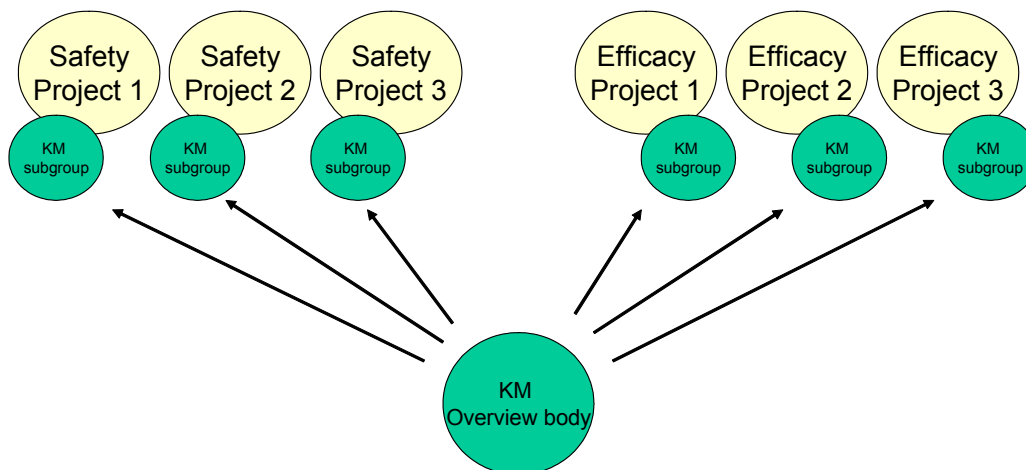 Safety
Project 1
Safety
Project 2
Safety
Project 3
Efficacy
Project 1
Efficacy
Project 2
Efficacy
Project 3
KM
subgroup
KM
subgroup
KM
subgroup
KM
subgroup
KM
subgroup
KM
subgroup
KM
Overview body